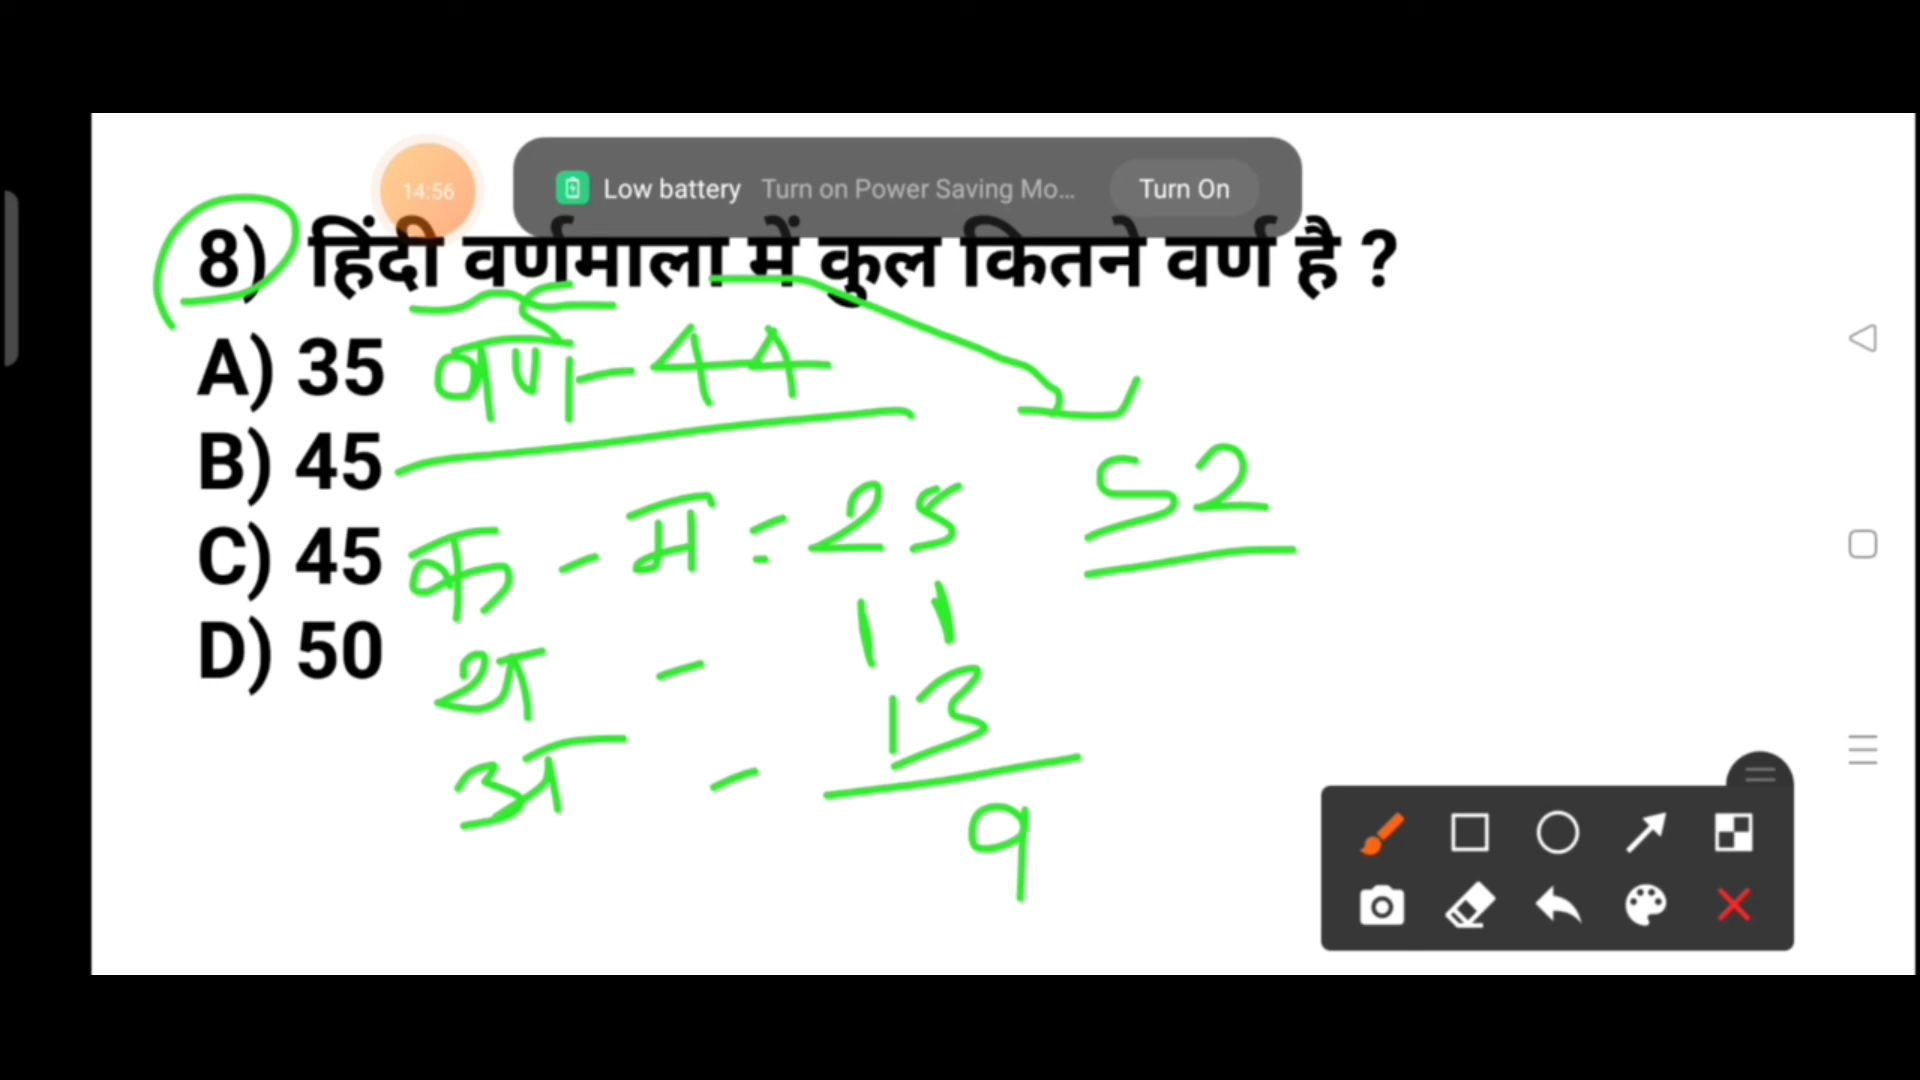 14:56
Low battery Turn on Power Saving Mo... Turn On
8) हिंदी वर्णमाला में कुल कितने वर्ण है ?
A) 35 वर्ण - 44
B) 45
52
C) 45 क - म = 25
D) 50
11
13
अ -
9